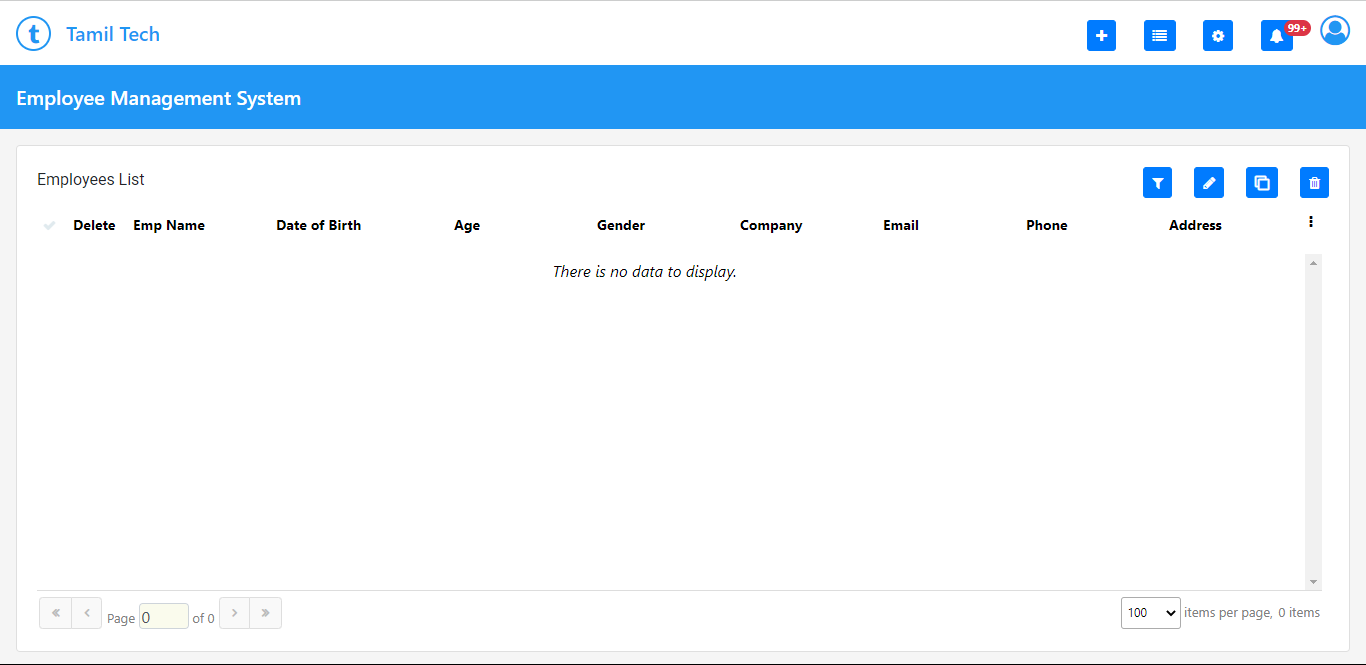 t Tamil Tech 99+
Employee Management System
Employees List
Delete Emp Name Date of Birth Age Gender Company Email Phone Address
There is no data to display.
« ‹ Page 0 of 0 › » 100 items per page, 0 items